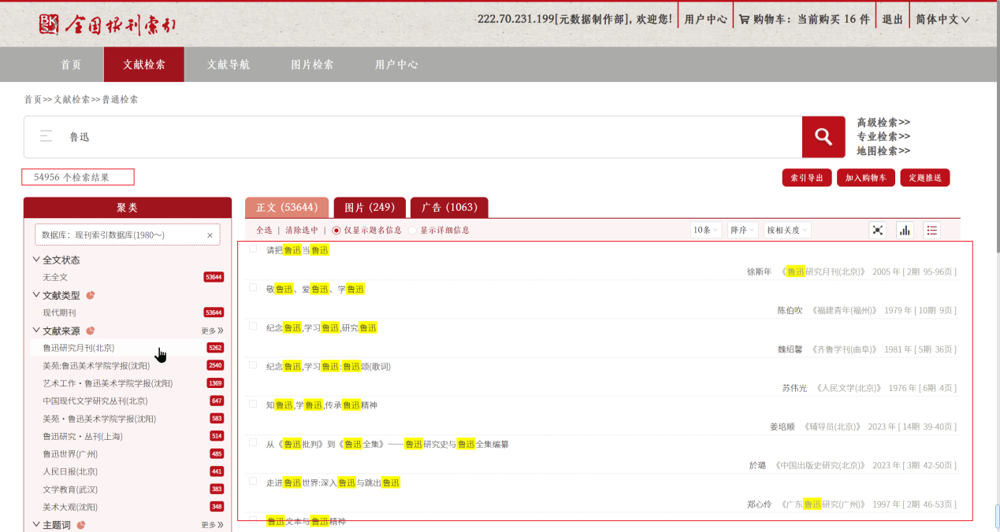 BKS 全国报刊索引
222.70.231.199[元数据制作部], 欢迎您! 用户中心 购物车: 当前购买 16 件 退出 简体中文
首页 文献检索 文献导航 图片检索 用户中心
首页>>文献检索>>普通检索
鲁迅
高级检索>>
专业检索>>
地图检索>>
54956 个检索结果
索引导出 加入购物车 定题推送
聚类
数据库：现刊索引数据库(1980～) ×
全文状态
无全文 53644
文献类型
现代期刊 53644
文献来源 更多
鲁迅研究月刊(北京) 5262
美苑:鲁迅美术学院学报(沈阳) 2540
艺术工作·鲁迅美术学院学报(沈阳) 1369
中国现代文学研究丛刊(北京) 647
美苑·鲁迅美术学院学报(沈阳) 583
鲁迅研究·丛刊(上海) 514
鲁迅世界(广州) 485
人民日报(北京) 441
文学教育(武汉) 383
美术大观(沈阳) 348
主题词 更多
正文 (53644) 图片 (249) 广告 (1063)
全选 | 清除选中 | 仅显示题名信息 显示详细信息 10条 降序 按相关度
请把鲁迅当鲁迅
徐斯年 《鲁迅研究月刊(北京)》 2005 年 [ 2期 95-96页 ]
敬鲁迅、爱鲁迅、学鲁迅
陈伯吹 《福建青年(福州)》 1979 年 [ 10期 9页 ]
纪念鲁迅,学习鲁迅,研究鲁迅
魏绍馨 《齐鲁学刊(曲阜)》 1981 年 [ 5期 36页 ]
纪念鲁迅,学习鲁迅:鲁迅颂(歌词)
苏伟光 《人民文学(北京)》 1976 年 [ 6期 4页 ]
知鲁迅,学鲁迅,传承鲁迅精神
姜培顺 《辅导员(北京)》 2023 年 [ 14期 39-40页 ]
从《鲁迅批判》到《鲁迅全集》——鲁迅研究史与鲁迅全集编纂
於璐 《中国出版史研究(北京)》 2023 年 [ 3期 42-50页 ]
走进鲁迅世界:深入鲁迅与跳出鲁迅
郑心伶 《广东鲁迅研究(广州)》 1997 年 [ 2期 46-53页 ]
鲁迅文本与鲁迅精神